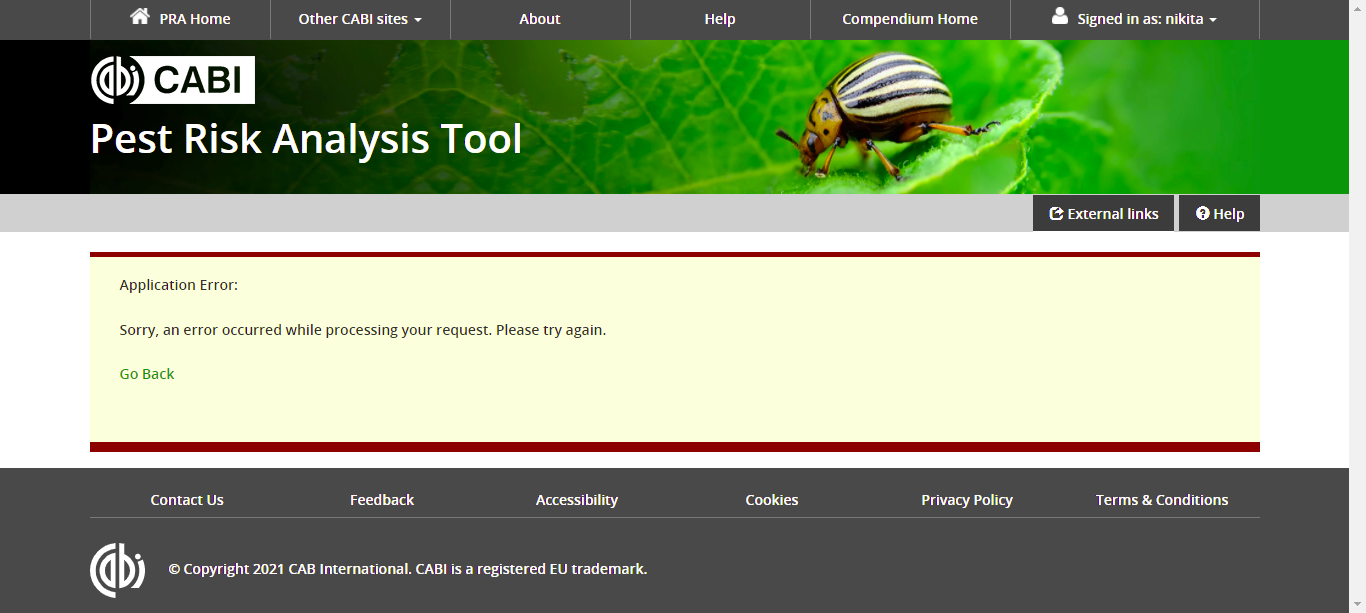 PRA Home
Other CABI sites
About
Help
Compendium Home
Signed in as: nikita
CABI
Pest Risk Analysis Tool
External links
Help
Application Error:
Sorry, an error occurred while processing your request. Please try again.
Go Back
Contact Us
Feedback
Accessibility
Cookies
Privacy Policy
Terms & Conditions
cabi
© Copyright 2021 CAB International. CABI is a registered EU trademark.